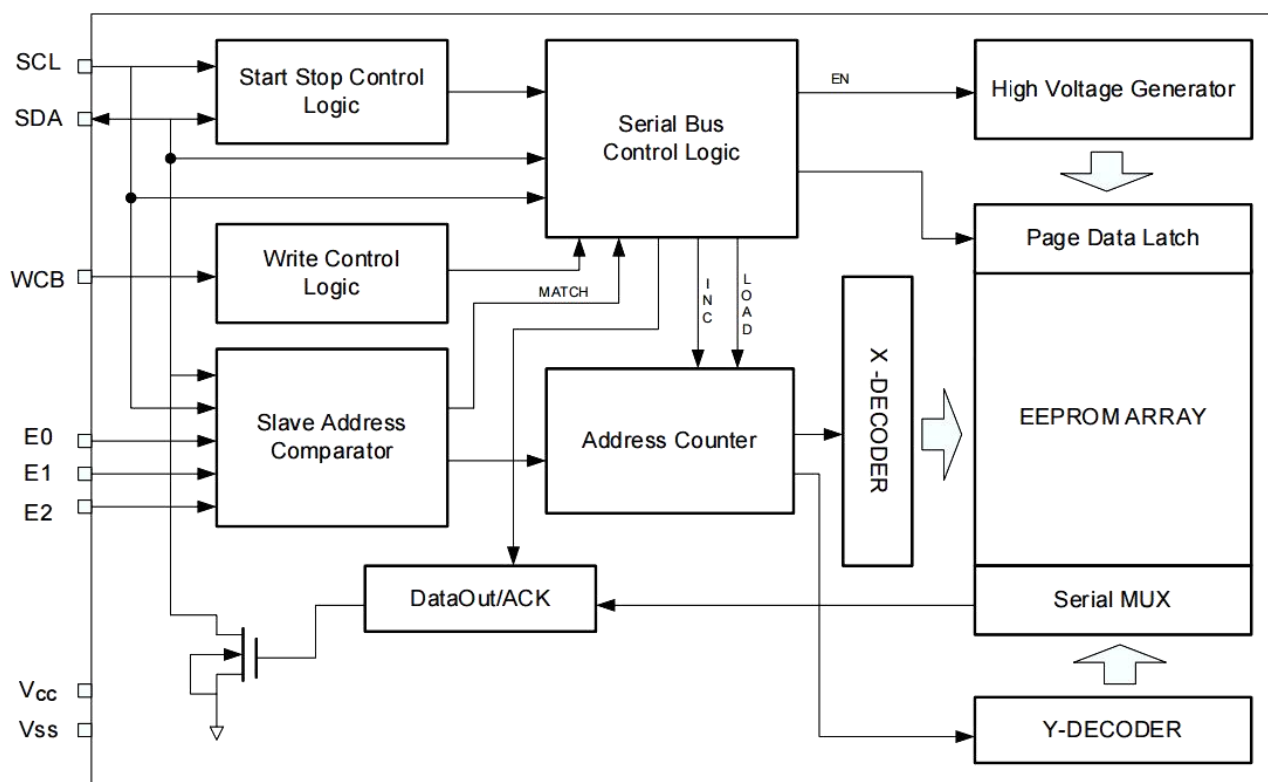 SCL
SDA
WCB
E0
E1
E2
Vcc
Vss
Start Stop Control
Logic
Write Control
Logic
Slave Address
Comparator
Serial Bus
Control Logic
MATCH
INC
LOAD
Address Counter
DataOut/ACK
EN
High Voltage Generator
Page Data Latch
X -DECODER
EEPROM ARRAY
Serial MUX
Y-DECODER